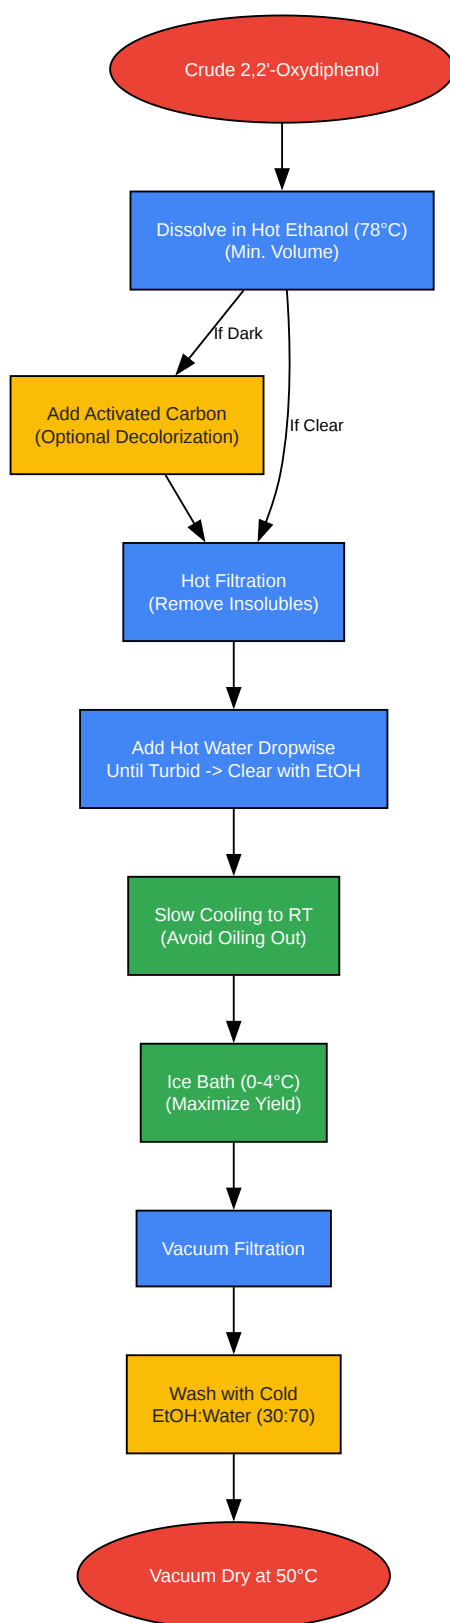 Crude 2,2'-Oxydiphenol
Dissolve in Hot Ethanol (78°C)
(Min. Volume)
If Dark
Add Activated Carbon
(Optional Decolorization)
If Clear
Hot Filtration
(Remove Insolubles)
Add Hot Water Dropwise
Until Turbid -> Clear with EtOH
Slow Cooling to RT
(Avoid Oiling Out)
Ice Bath (0-4°C)
(Maximize Yield)
Vacuum Filtration
Wash with Cold
EtOH:Water (30:70)
Vacuum Dry at 50°C